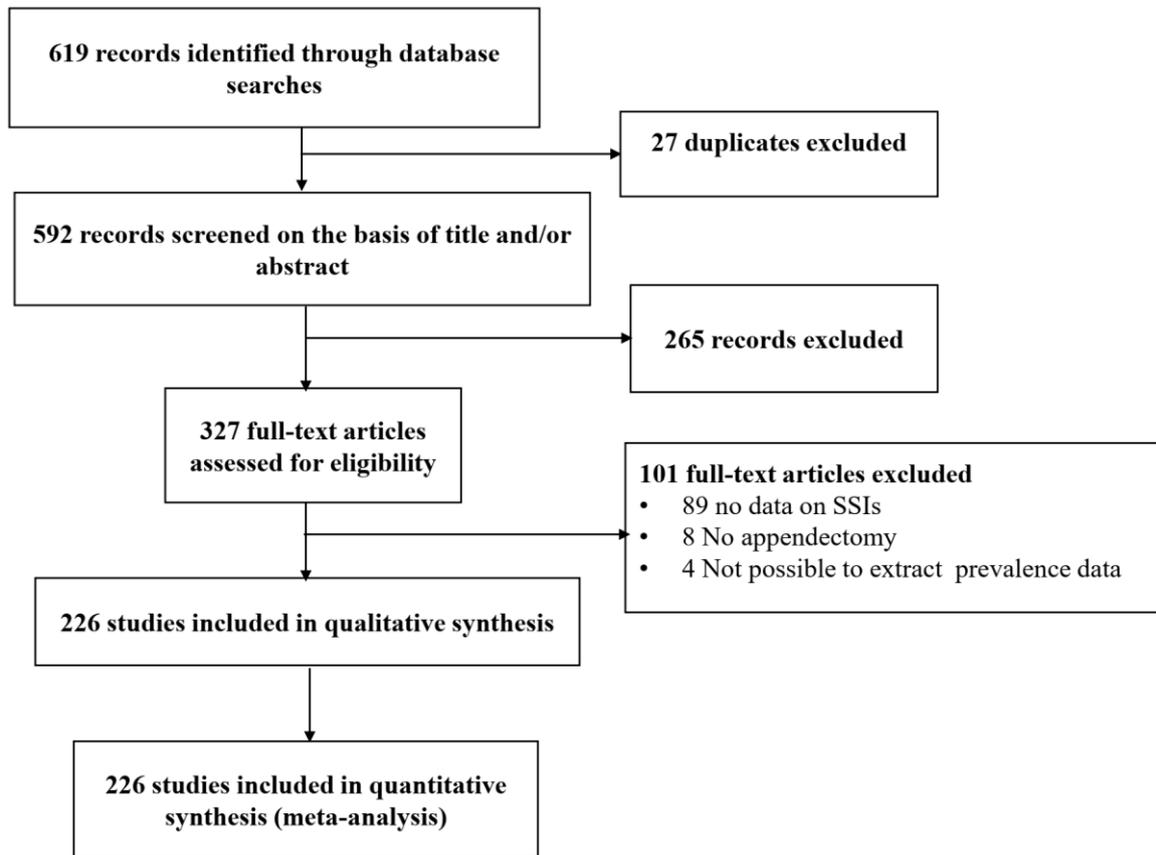 619 records identified through database
searches
27 duplicates excluded
592 records screened on the basis of title and/or
abstract
265 records excluded
327 full-text articles
assessed for eligibility
101 full-text articles excluded
• 89 no data on SSIs
• 8 No appendectomy
• 4 Not possible to extract prevalence data
226 studies included in qualitative synthesis
226 studies included in quantitative
synthesis (meta-analysis)